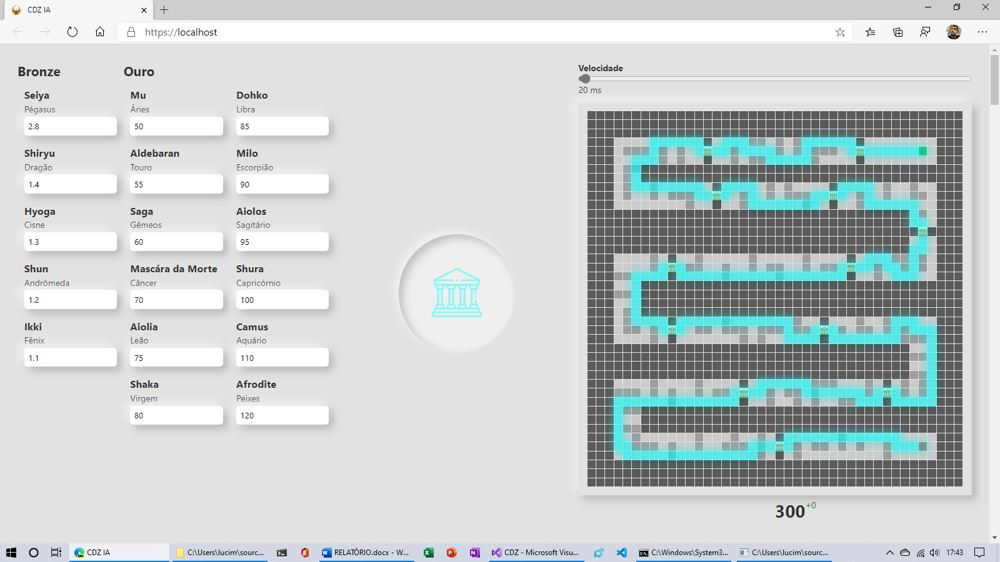 CDZ IA
https://localhost
Bronze
Ouro
Seiya
Pégasus
2.8
Shiryu
Dragão
1.4
Hyoga
Cisne
1.3
Shun
Andrômeda
1.2
Ikki
Fênix
1.1
Mu
Áries
50
Aldebaran
Touro
55
Saga
Gêmeos
60
Mascára da Morte
Câncer
70
Aiolia
Leão
75
Shaka
Virgem
80
Dohko
Libra
85
Milo
Escorpião
90
Aiolos
Sagitário
95
Shura
Capricórnio
100
Camus
Aquário
110
Afrodite
Peixes
120
Velocidade
20 ms
300+0
CDZ IA
C:\Users\lucim\sourc...
RELATÓRIO.docx - W...
CDZ - Microsoft Visu...
C:\Windows\System3...
C:\Users\lucim\sourc...
17:43